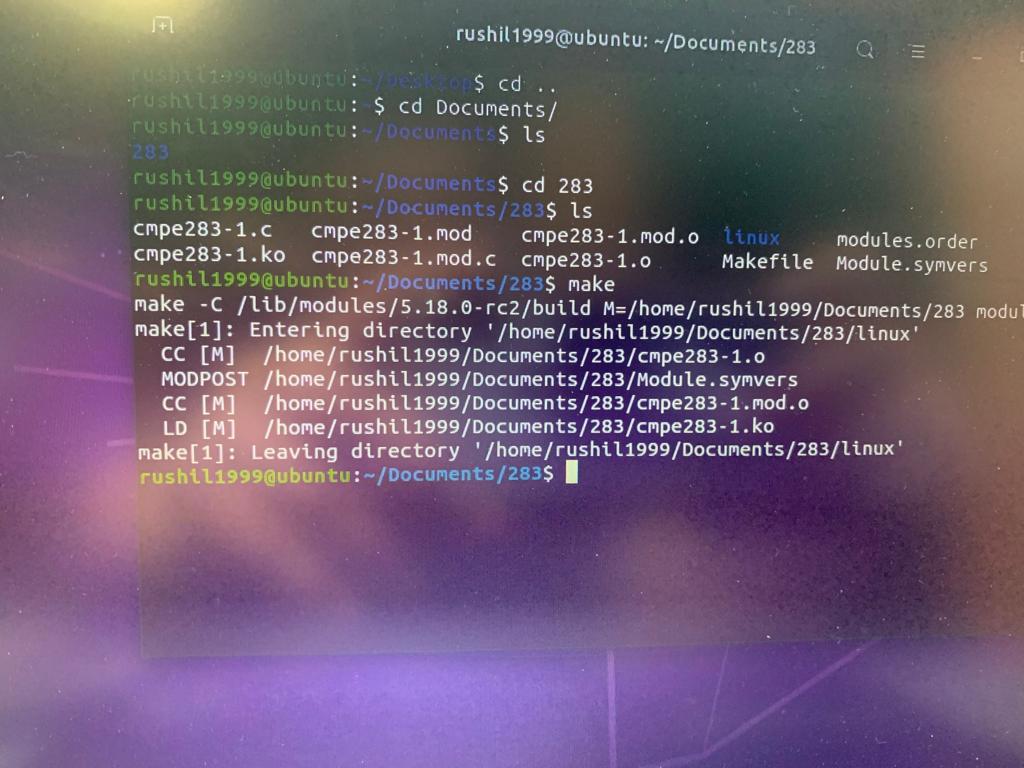 rushil1999@ubuntu: ~/Documents/283
rushil1999@ubuntu:~/Desktop$ cd ..
rushil1999@ubuntu:~$ cd Documents/
rushil1999@ubuntu:~/Documents$ ls
283
rushil1999@ubuntu:~/Documents$ cd 283
rushil1999@ubuntu:~/Documents/283$ ls
cmpe283-1.c cmpe283-1.mod cmpe283-1.mod.o linux modules.order
cmpe283-1.ko cmpe283-1.mod.c cmpe283-1.o Makefile Module.symvers
rushil1999@ubuntu:~/Documents/283$ make
make -C /lib/modules/5.18.0-rc2/build M=/home/rushil1999/Documents/283 modul
make[1]: Entering directory '/home/rushil1999/Documents/283/linux'
CC [M] /home/rushil1999/Documents/283/cmpe283-1.o
MODPOST /home/rushil1999/Documents/283/Module.symvers
CC [M] /home/rushil1999/Documents/283/cmpe283-1.mod.o
LD [M] /home/rushil1999/Documents/283/cmpe283-1.ko
make[1]: Leaving directory '/home/rushil1999/Documents/283/linux'
rushil1999@ubuntu:~/Documents/283$